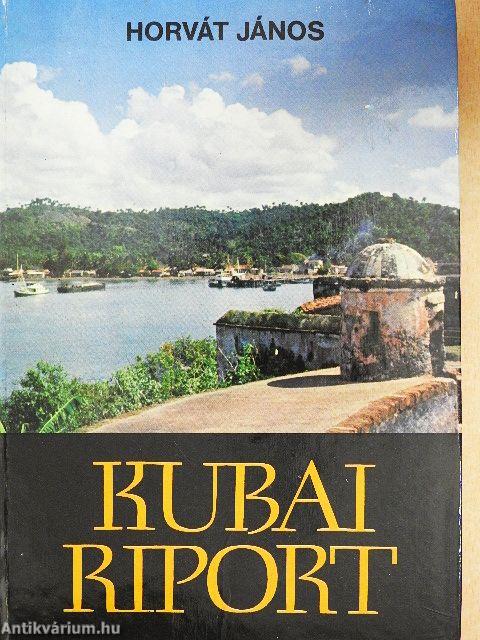 HORVÁT JÁNOS
KUBAI
RIPORT
Antikvárium.hu